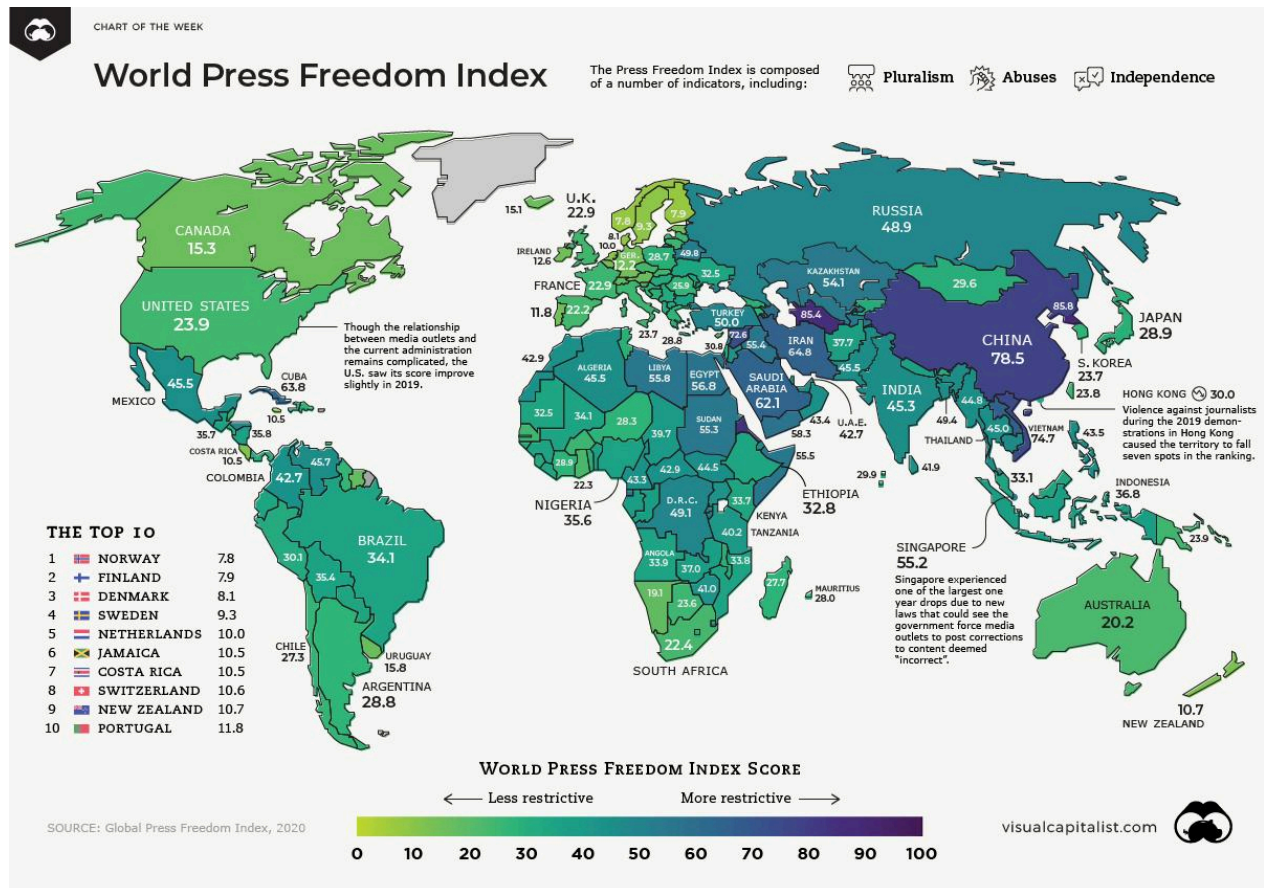 CHART OF THE WEEK
World Press Freedom Index
The Press Freedom Index is composed
of a number of indicators, including:
Pluralism
Abuses
Independence
CANADA
15.3
UNITED STATES
23.9
Though the relationship
between media outlets and
the current administration
remains complicated, the
U.S. saw its score improve
slightly in 2019.
MEXICO
45.5
CUBA
63.8
10.5
35.7
35.8
COSTA RICA
10.5
COLOMBIA
42.7
45.7
BRAZIL
34.1
30.1
35.4
CHILE
27.3
URUGUAY
15.8
ARGENTINA
28.8
15.1
U.K.
22.9
IRELAND
12.6
7.8
9.3
7.9
8.1
10.0
GER.
12.2
28.7
49.8
32.5
FRANCE
22.9
25.9
11.8
22.2
23.7
28.8
30.8
TURKEY
50.0
72.6
55.4
RUSSIA
48.9
KAZAKHSTAN
54.1
85.4
29.6
CHINA
78.5
85.8
JAPAN
28.9
S. KOREA
23.7
23.8
HONG KONG
30.0
Violence against journalists
during the 2019 demon-
strations in Hong Kong
caused the territory to fall
seven spots in the ranking.
IRAN
64.8
37.7
45.5
INDIA
45.3
SAUDI
ARABIA
62.1
U.A.E.
42.7
43.4
58.3
49.4
44.8
THAILAND
45.0
VIETNAM
74.7
43.5
41.9
29.9
33.1
INDONESIA
36.8
23.9
SINGAPORE
55.2
Singapore experienced
one of the largest one
year drops due to new
laws that could see the
government force media
outlets to post corrections
to content deemed
"incorrect".
42.9
ALGERIA
45.5
LIBYA
55.8
EGYPT
56.8
32.5
34.1
28.3
39.7
SUDAN
55.3
28.9
22.3
43.3
42.9
44.5
55.5
NIGERIA
35.6
ETHIOPIA
32.8
D.R.C.
49.1
33.7
KENYA
40.2
TANZANIA
ANGOLA
33.9
37.0
33.8
41.0
19.1
23.6
27.7
MAURITIUS
28.0
22.4
SOUTH AFRICA
AUSTRALIA
20.2
10.7
NEW ZEALAND
THE TOP 10
1 NORWAY 7.8
2 FINLAND 7.9
3 DENMARK 8.1
4 SWEDEN 9.3
5 NETHERLANDS 10.0
6 JAMAICA 10.5
7 COSTA RICA 10.5
8 SWITZERLAND 10.6
9 NEW ZEALAND 10.7
10 PORTUGAL 11.8
WORLD PRESS FREEDOM INDEX SCORE
Less restrictive
More restrictive
0 10 20 30 40 50 60 70 80 90 100
SOURCE: Global Press Freedom Index, 2020
visualcapitalist.com